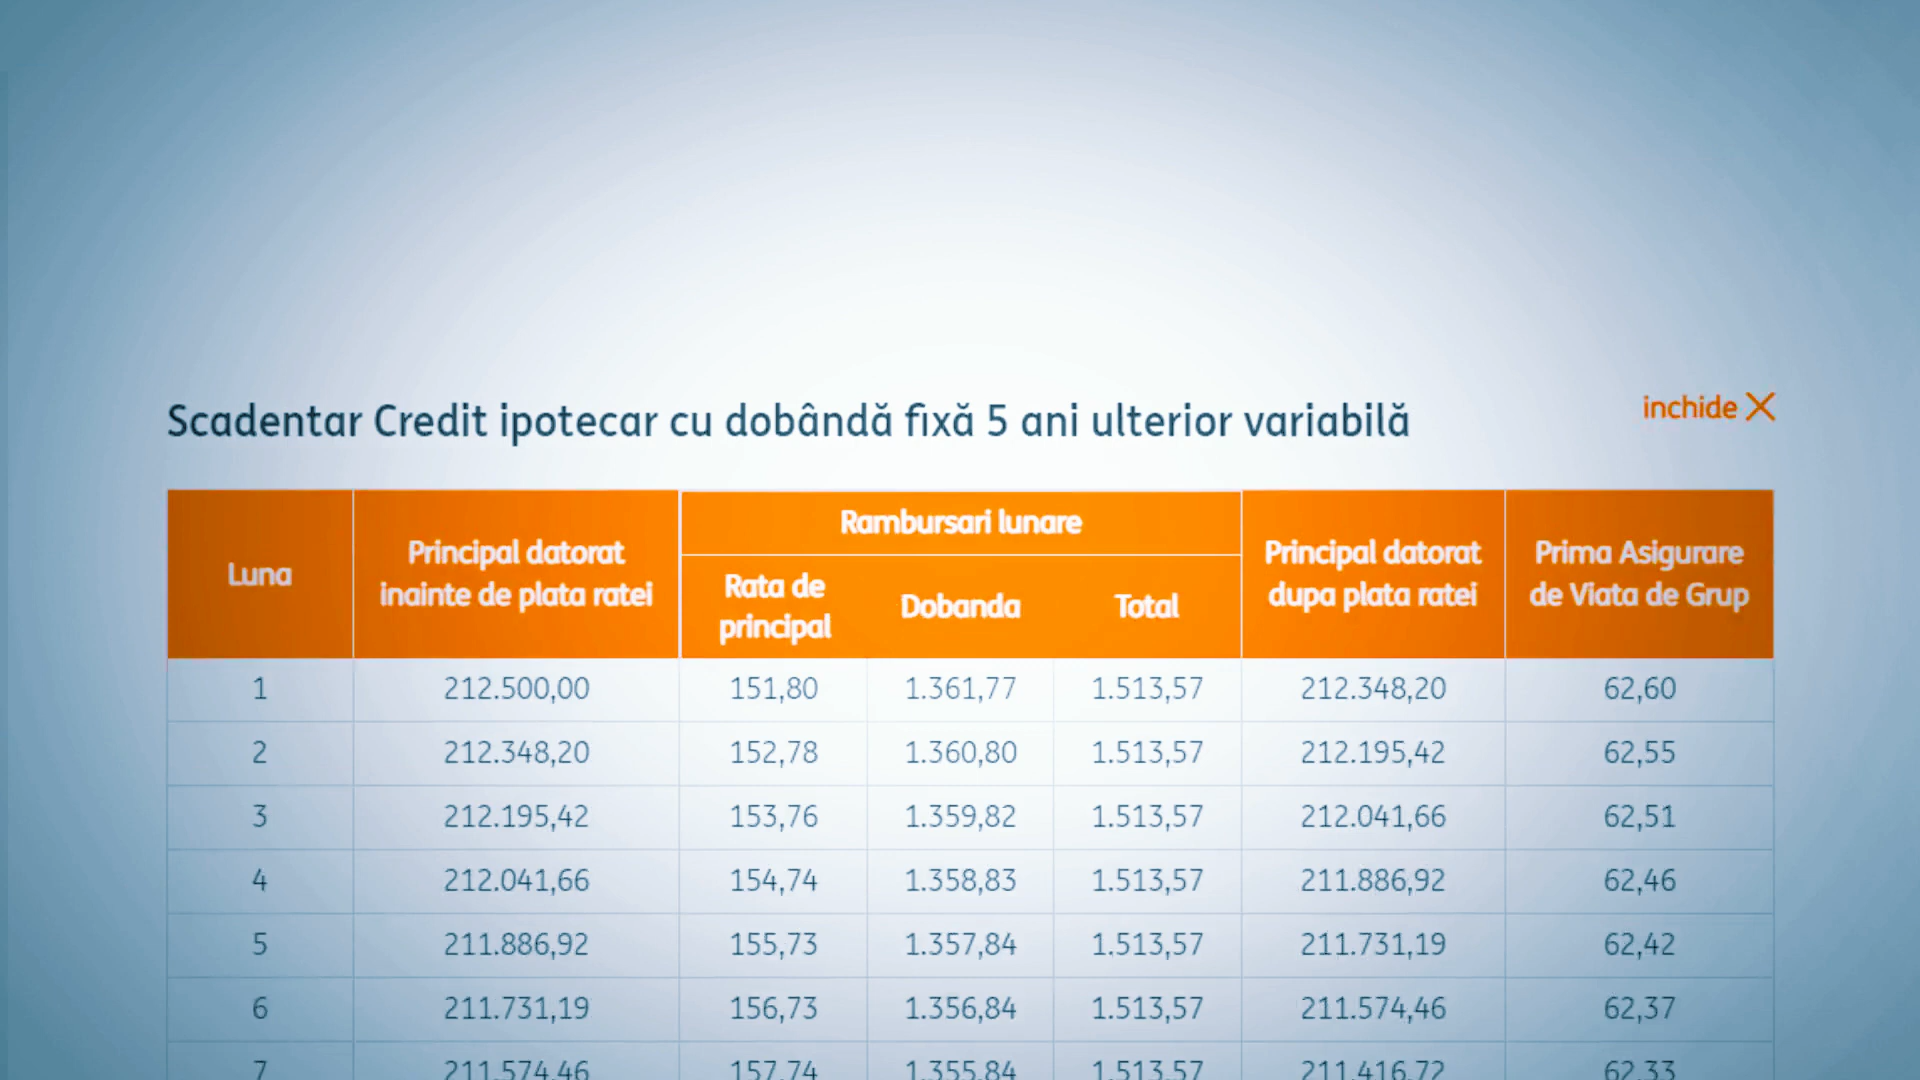 inchide
Scadentar Credit ipotecar cu dobândă fixă 5 ani ulterior variabilă
Luna
Principal datorat
inainte de plata ratei
Rambursari lunare
Rata de
principal
Dobanda
Total
Principal datorat
dupa plata ratei
Prima Asigurare
de Viata de Grup
1 212.500,00 151,80 1.361,77 1.513,57 212.348,20 62,60
2 212.348,20 152,78 1.360,80 1.513,57 212.195,42 62,55
3 212.195,42 153,76 1.359,82 1.513,57 212.041,66 62,51
4 212.041,66 154,74 1.358,83 1.513,57 211.886,92 62,46
5 211.886,92 155,73 1.357,84 1.513,57 211.731,19 62,42
6 211.731,19 156,73 1.356,84 1.513,57 211.574,46 62,37
7 211.574,46 157,74 1.355,84 1.513,57 211.416,72 62,33